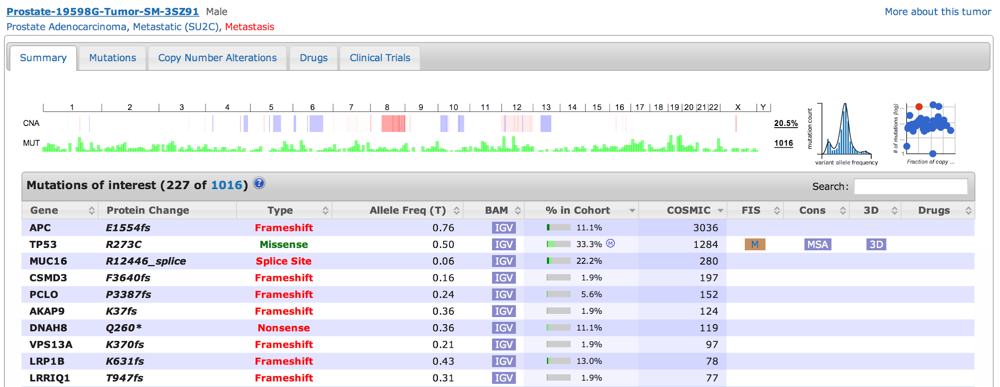 Prostate-19598G-Tumor-SM-3SZ91 Male More about this tumor
Prostate Adenocarcinoma, Metastatic (SU2C), Metastasis
Summary Mutations Copy Number Alterations Drugs Clinical Trials
1 2 3 4 5 6 7 8 9 10 11 12 13 14 15 16 17 18 19 20 21 22 X Y
CNA 20.5%
MUT 1016
mutation count
variant allele frequency
# of mutations (log)
...
...
...
1
Fraction of copy ...
Mutations of interest (227 of 1016) ? Search:
Gene Protein Change Type Allele Freq (T) BAM % in Cohort COSMIC FIS Cons 3D Drugs
APC E1554fs Frameshift 0.76 IGV 11.1% 3036
TP53 R273C Missense 0.50 IGV 33.3% M 1284 M MSA 3D
MUC16 R12446_splice Splice Site 0.06 IGV 22.2% 280
CSMD3 F3640fs Frameshift 0.16 IGV 1.9% 197
PCLO P3387fs Frameshift 0.24 IGV 5.6% 152
AKAP9 K37fs Frameshift 0.36 IGV 1.9% 124
DNAH8 Q260* Nonsense 0.36 IGV 11.1% 119
VPS13A K370fs Frameshift 0.21 IGV 1.9% 97
LRP1B K631fs Frameshift 0.43 IGV 13.0% 78
LRRIQ1 T947fs Frameshift 0.31 IGV 1.9% 77